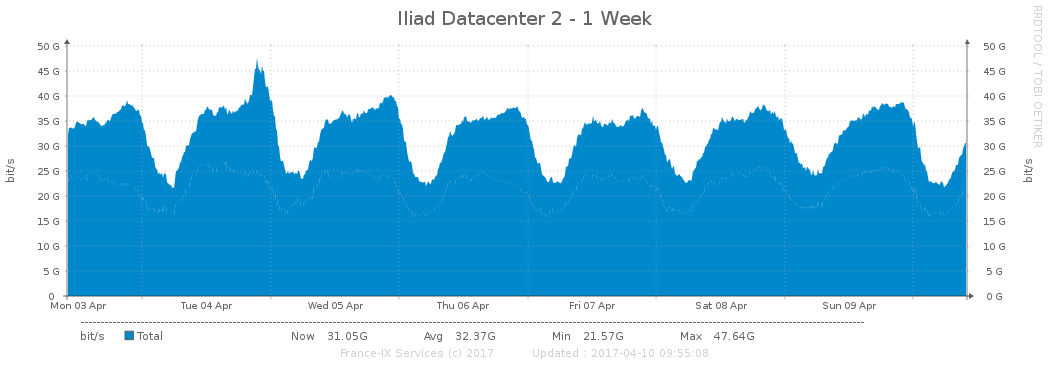 Iliad Datacenter 2 - 1 Week
RRDTOOL / TOBI OETIKER
bit/s
50 G 50 G
45 G 45 G
40 G 40 G
35 G 35 G
30 G 30 G
25 G 25 G
20 G 20 G
15 G 15 G
10 G 10 G
5 G 5 G
0 0 G
bit/s
Mon 03 Apr Tue 04 Apr Wed 05 Apr Thu 06 Apr Fri 07 Apr Sat 08 Apr Sun 09 Apr
bit/s Total Now 31.05G Avg 32.37G Min 21.57G Max 47.64G
France-IX Services (c) 2017 Updated : 2017-04-10 09:55:08